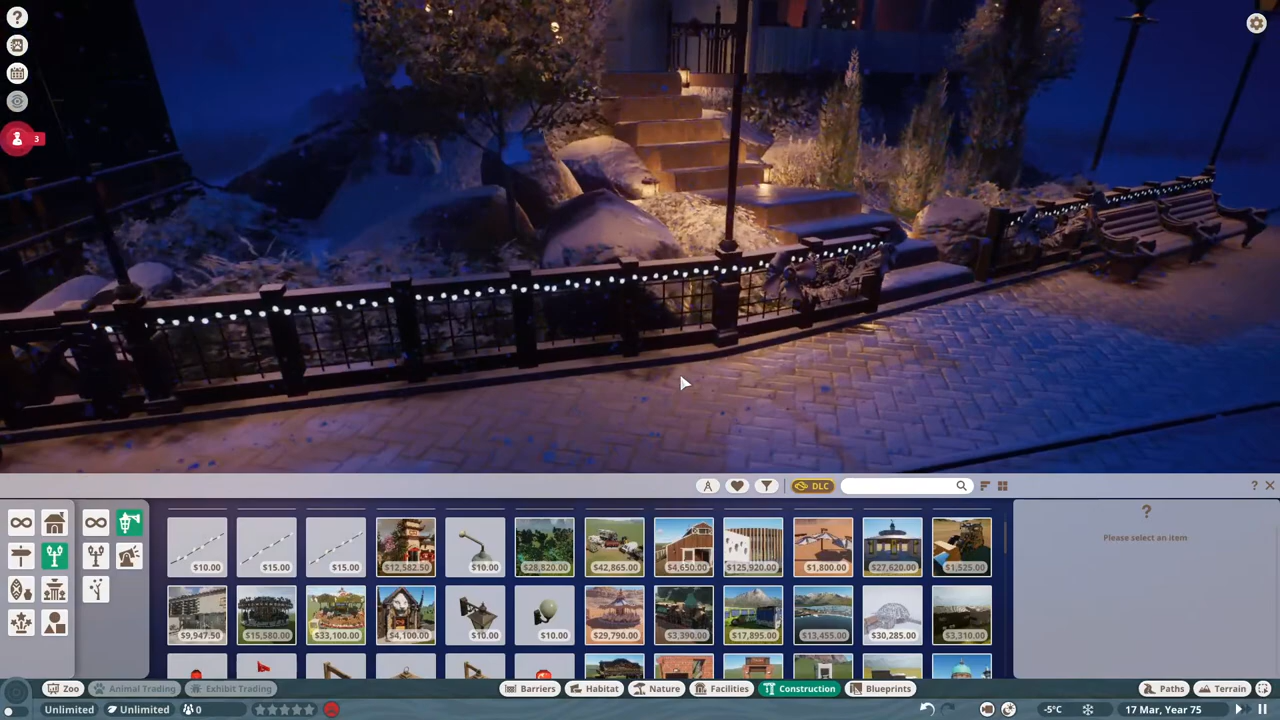 ?
3
DLC
? ×
?
Please select an item
$10.00 $15.00 $15.00 $12,582.50 $10.00 $28,820.00 $42,865.00 $4,650.00 $125,920.00 $1,800.00 $27,620.00 $1,525.00
$9,947.50 $15,580.00 $33,100.00 $4,100.00 $10.00 $10.00 $29,790.00 $3,390.00 $17,895.00 $13,455.00 $30,285.00 $3,310.00
Zoo Animal Trading Exhibit Trading Barriers Habitat Nature Facilities Construction Blueprints Paths Terrain
Unlimited Unlimited 0 -5°C 17 Mar, Year 75